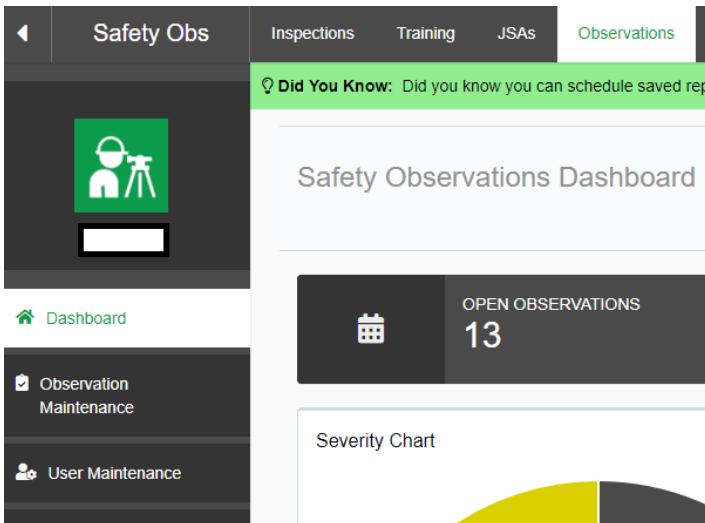 Safety Obs
Inspections Training JSAs Observations
Did You Know: Did you know you can schedule saved rep
Safety Observations Dashboard
Dashboard
OPEN OBSERVATIONS
13
Observation
Maintenance
Severity Chart
User Maintenance